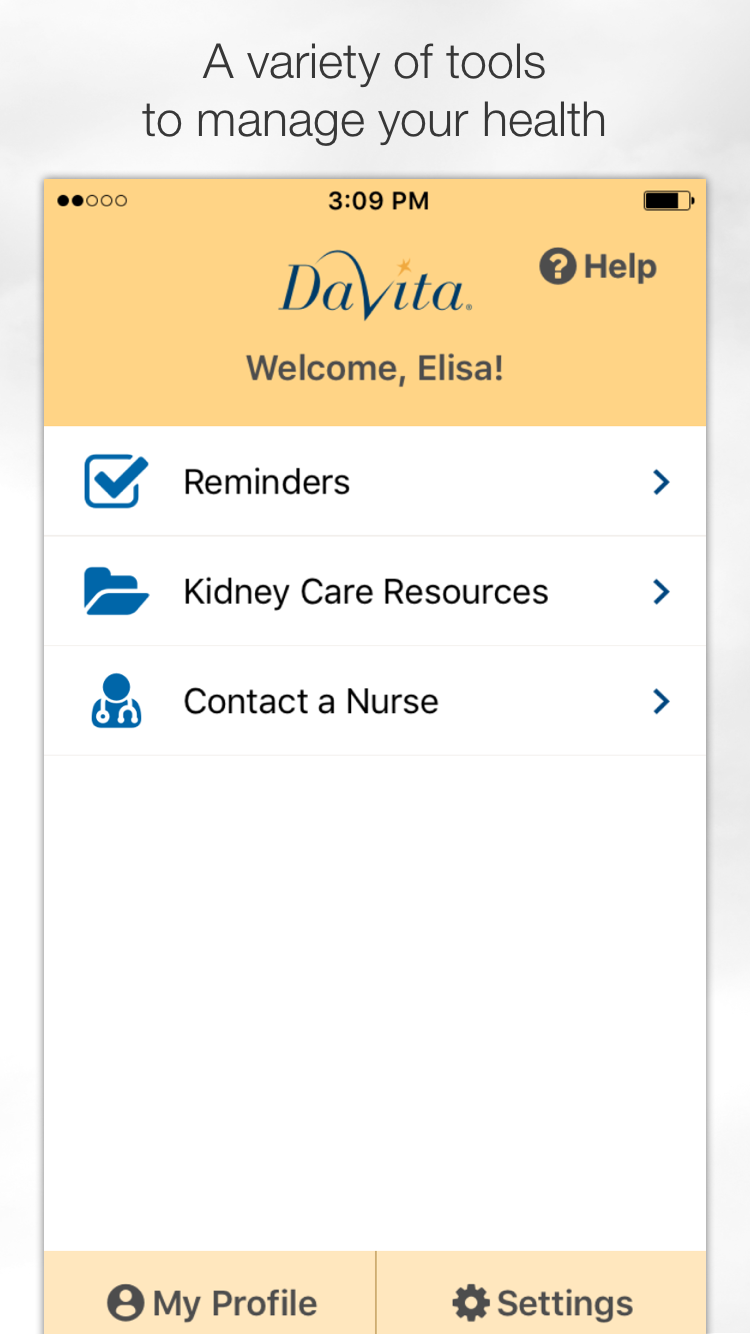 A variety of tools
to manage your health
3:09 PM
DaVita®
Help
Welcome, Elisa!
Reminders
Kidney Care Resources
Contact a Nurse
My Profile
Settings